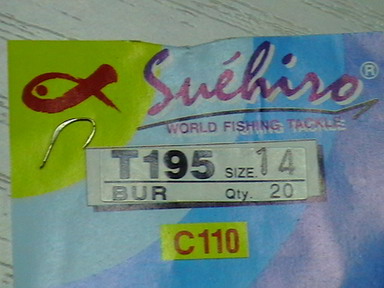 Suéhiro®
WORLD FISHING TACKLE
T195 SIZE. 14
BUR Qty. 20
C110